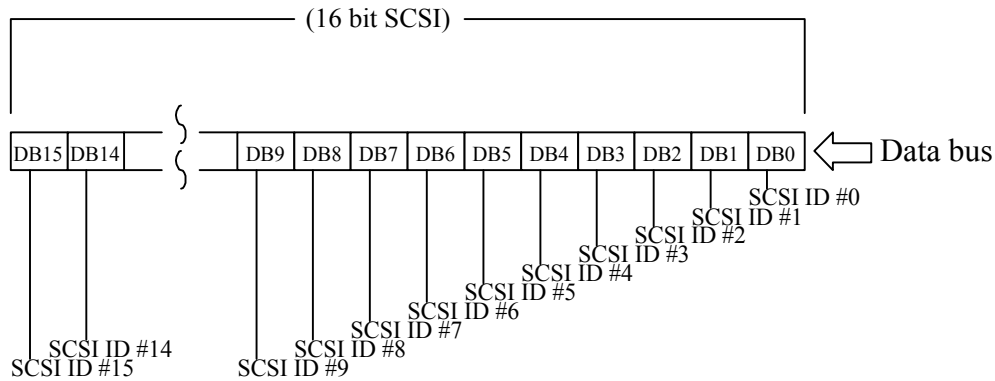 (16 bit SCSI)
DB15 DB14 DB9 DB8 DB7 DB6 DB5 DB4 DB3 DB2 DB1 DB0 Data bus
SCSI ID #0
SCSI ID #1
SCSI ID #2
SCSI ID #3
SCSI ID #4
SCSI ID #5
SCSI ID #6
SCSI ID #7
SCSI ID #14 SCSI ID #8
SCSI ID #15 SCSI ID #9